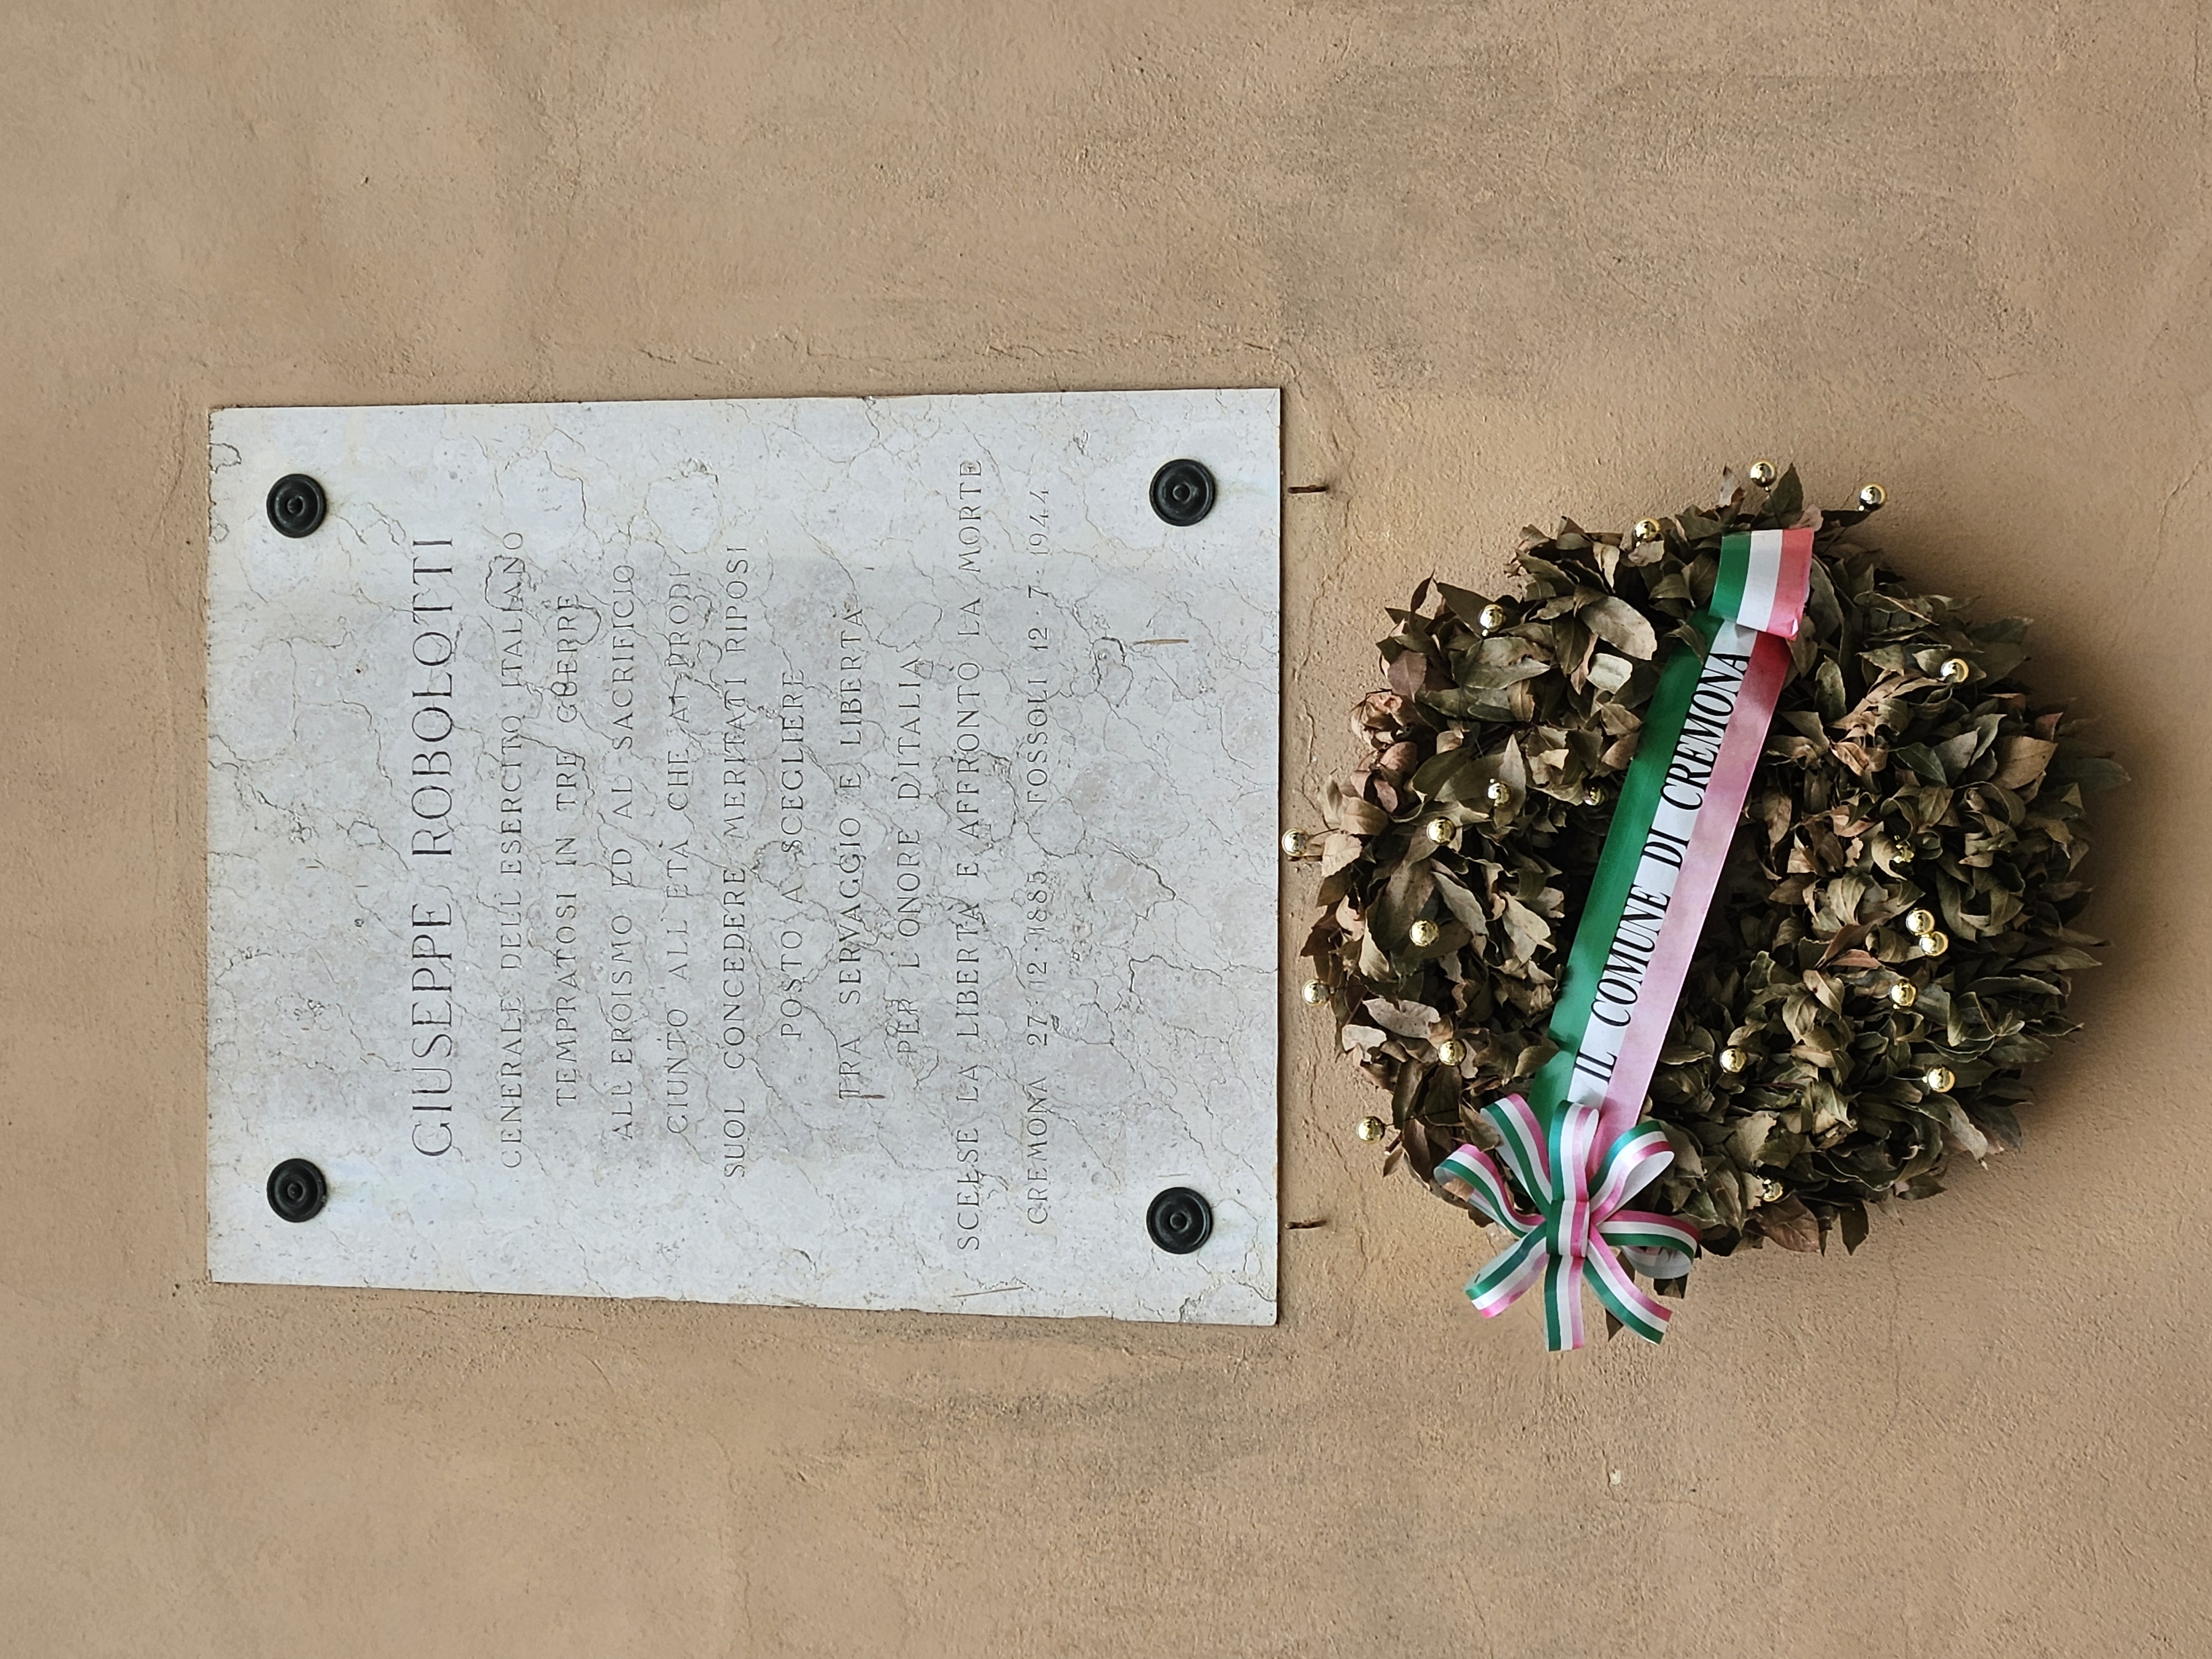 GIUSEPPE ROBOLOTTI
GENERALE DELL'ESERCITO ITALIANO
TEMPRATOSI IN TRE GUERRE
ALL'EROISMO ED AL SACRIFICIO
GIUNTO ALL'ETÀ CHE AI PRODI
SUOL CONCEDERE MERITATI RIPOSI
POSTO A SCEGLIERE
TRA SERVAGGIO E LIBERTÀ
PER L'ONORE D'ITALIA
SCELSE LA LIBERTÀ E AFFRONTÒ LA MORTE
CREMONA 27·12·1885 FOSSOLI 12·7·1944
IL COMUNE DI CREMONA